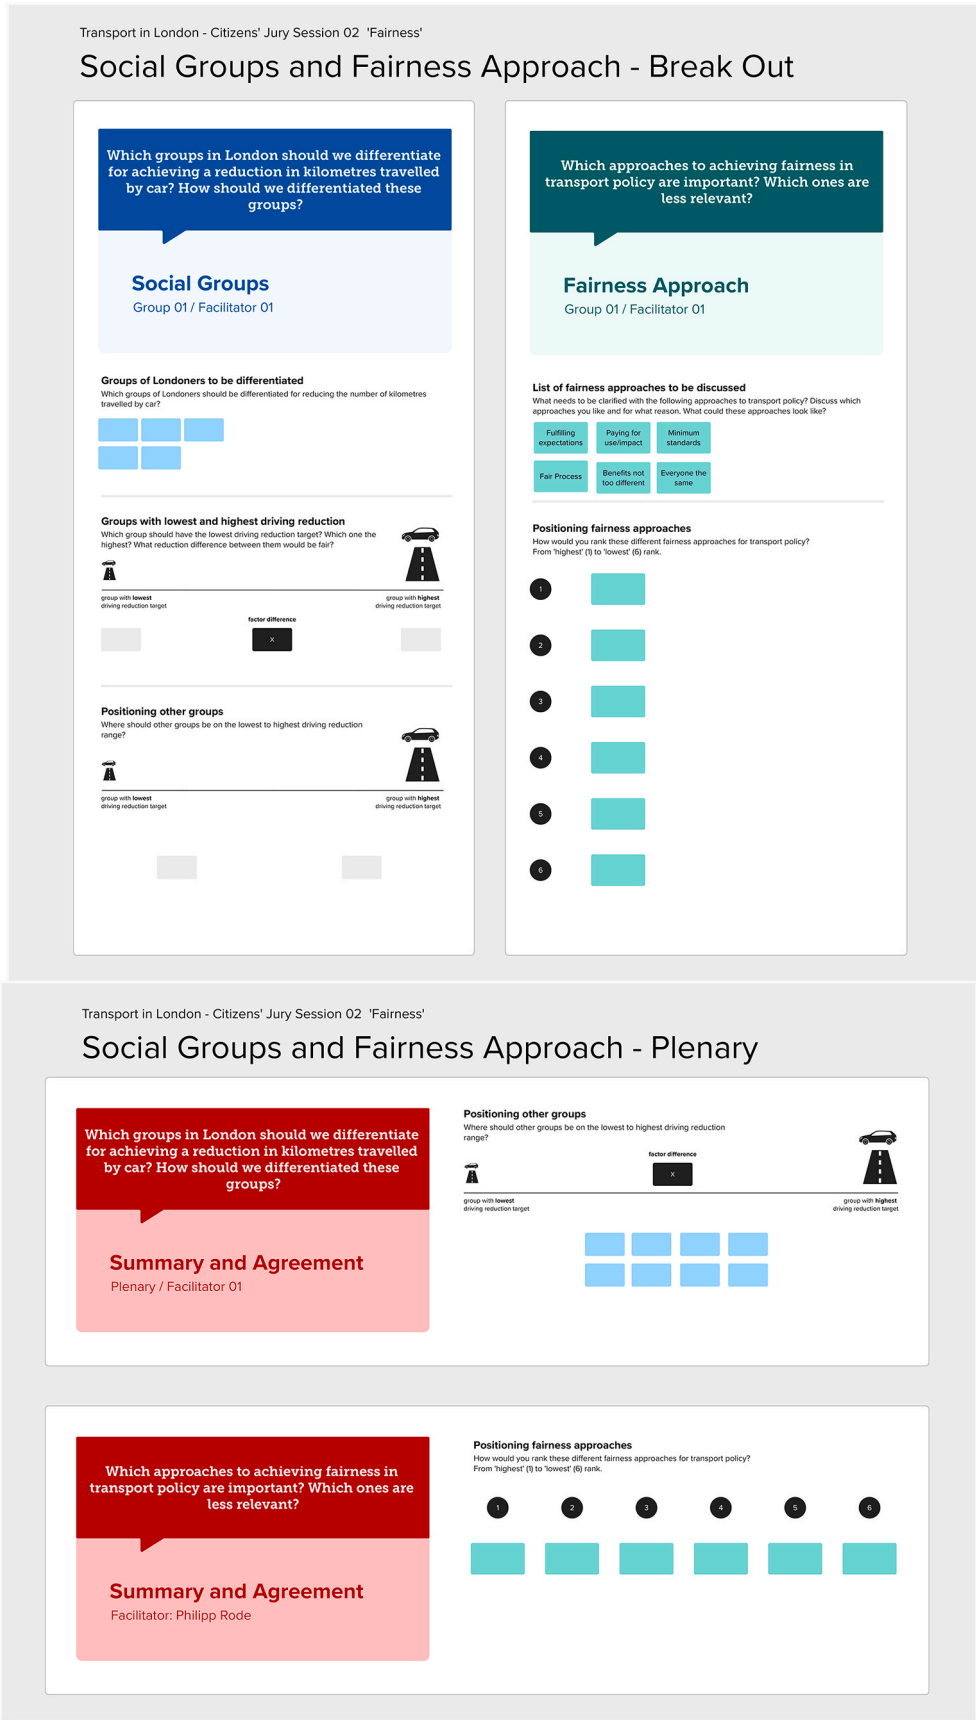 Transport in London - Citizens' Jury Session 02 'Fairness'
Social Groups and Fairness Approach - Break Out
Which groups in London should we differentiate
for achieving a reduction in kilometres travelled
by car? How should we differentiated these
groups?
Social Groups
Group 01 / Facilitator 01
Groups of Londoners to be differentiated
Which groups of Londoners should be differentiated for reducing the number of kilometres
travelled by car?
Groups with lowest and highest driving reduction
Which group should have the lowest driving reduction target? Which one the
highest? What reduction difference between them would be fair?
group with lowest
driving reduction target
group with highest
driving reduction target
factor difference
X
Positioning other groups
Where should other groups be on the lowest to highest driving reduction
range?
group with lowest
driving reduction target
group with highest
driving reduction target
Which approaches to achieving fairness in
transport policy are important? Which ones are
less relevant?
Fairness Approach
Group 01 / Facilitator 01
List of fairness approaches to be discussed
What needs to be clarified with the following approaches to transport policy? Discuss which
approaches you like and for what reason. What could these approaches look like?
Fulfilling
expectations
Paying for
use/impact
Minimum
standards
Fair Process
Benefits not
too different
Everyone the
same
Positioning fairness approaches
How would you rank these different fairness approaches for transport policy?
From 'highest' (1) to 'lowest' (6) rank.
1
2
3
4
5
6
Transport in London - Citizens' Jury Session 02 'Fairness'
Social Groups and Fairness Approach - Plenary
Which groups in London should we differentiate
for achieving a reduction in kilometres travelled
by car? How should we differentiated these
groups?
Summary and Agreement
Plenary / Facilitator 01
Positioning other groups
Where should other groups be on the lowest to highest driving reduction
range?
factor difference
X
group with lowest
driving reduction target
group with highest
driving reduction target
Which approaches to achieving fairness in
transport policy are important? Which ones are
less relevant?
Summary and Agreement
Facilitator: Philipp Rode
Positioning fairness approaches
How would you rank these different fairness approaches for transport policy?
From 'highest' (1) to 'lowest' (6) rank.
1 2 3 4 5 6